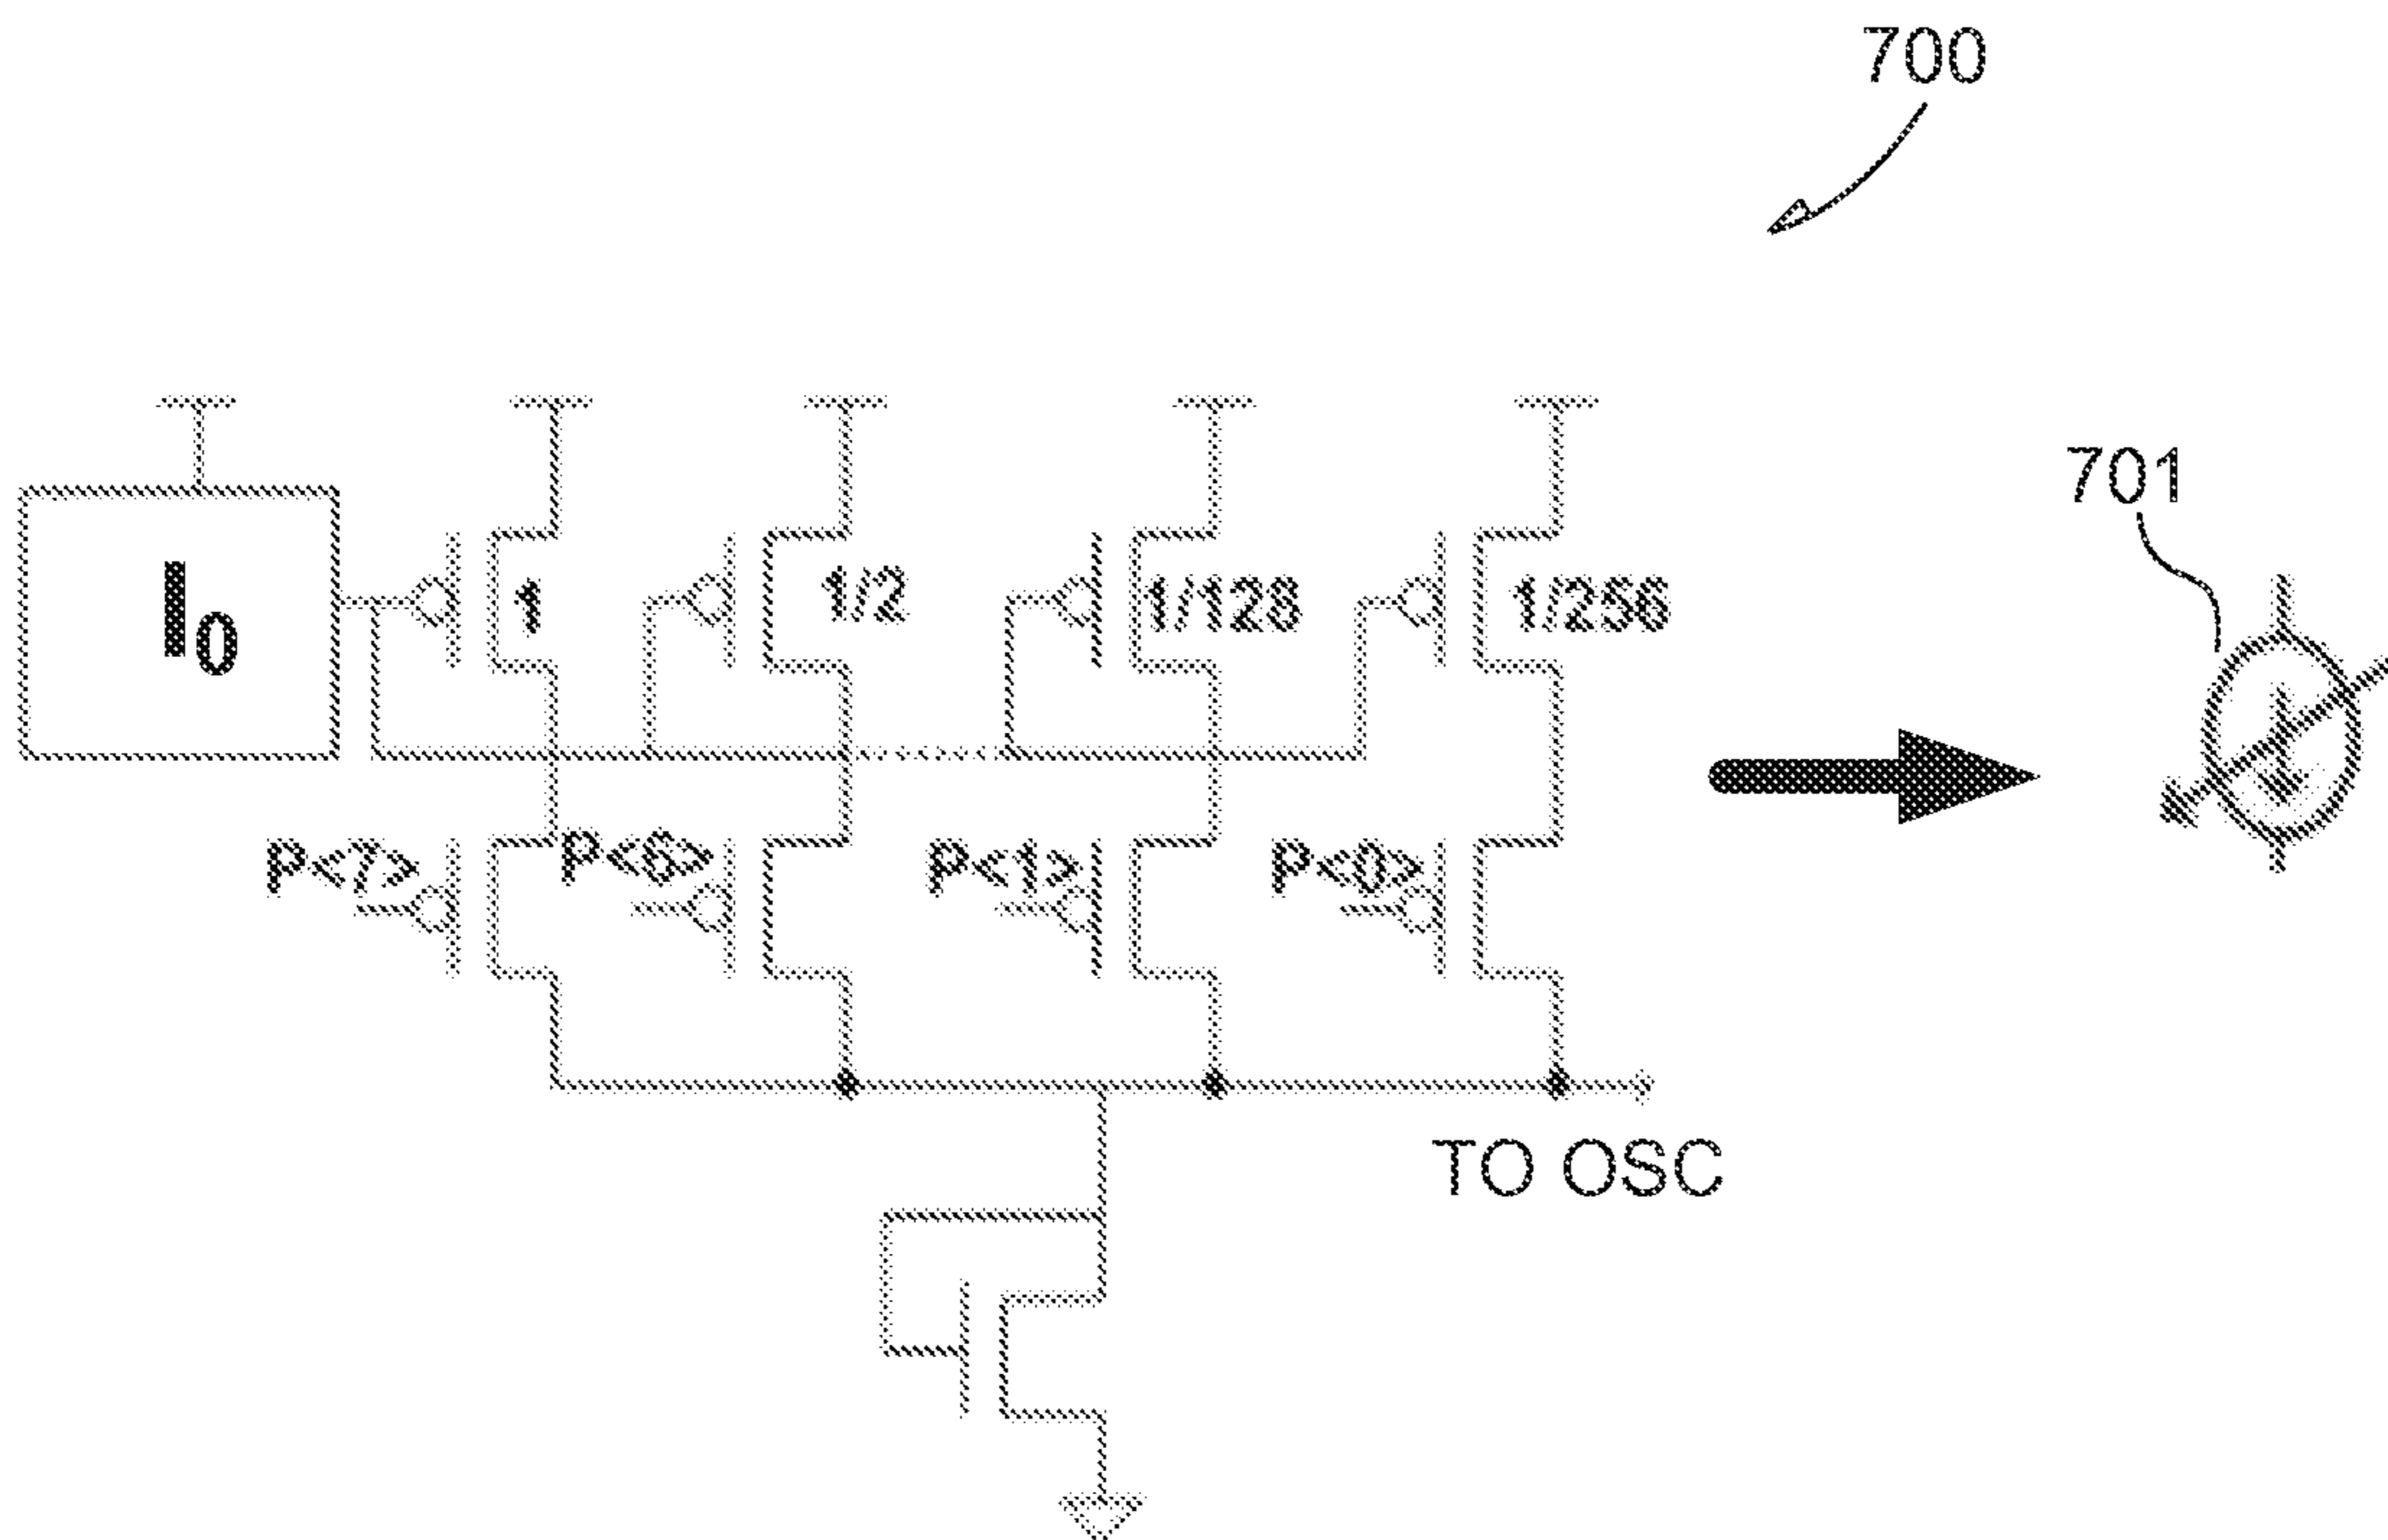 700
701
I0
1
1/2
1/128
1/256
P<7>
P<6>
P<1>
P<0>
TO OSC